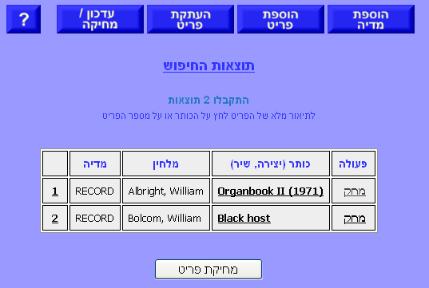 הוספת מדיה
הוספת פריט
העתקת פריט
עדכון / מחיקה
?
תוצאות החיפוש
התקבלו 2 תוצאות
לתיאור מלא של הפריט לחץ על הכותר או על מספר הפריט
פעולה כותר (יצירה, שיר) מלחין מדיה
מחק Organbook II (1971) Albright, William RECORD 1
מחק Black host Bolcom, William RECORD 2
מחיקת פריט